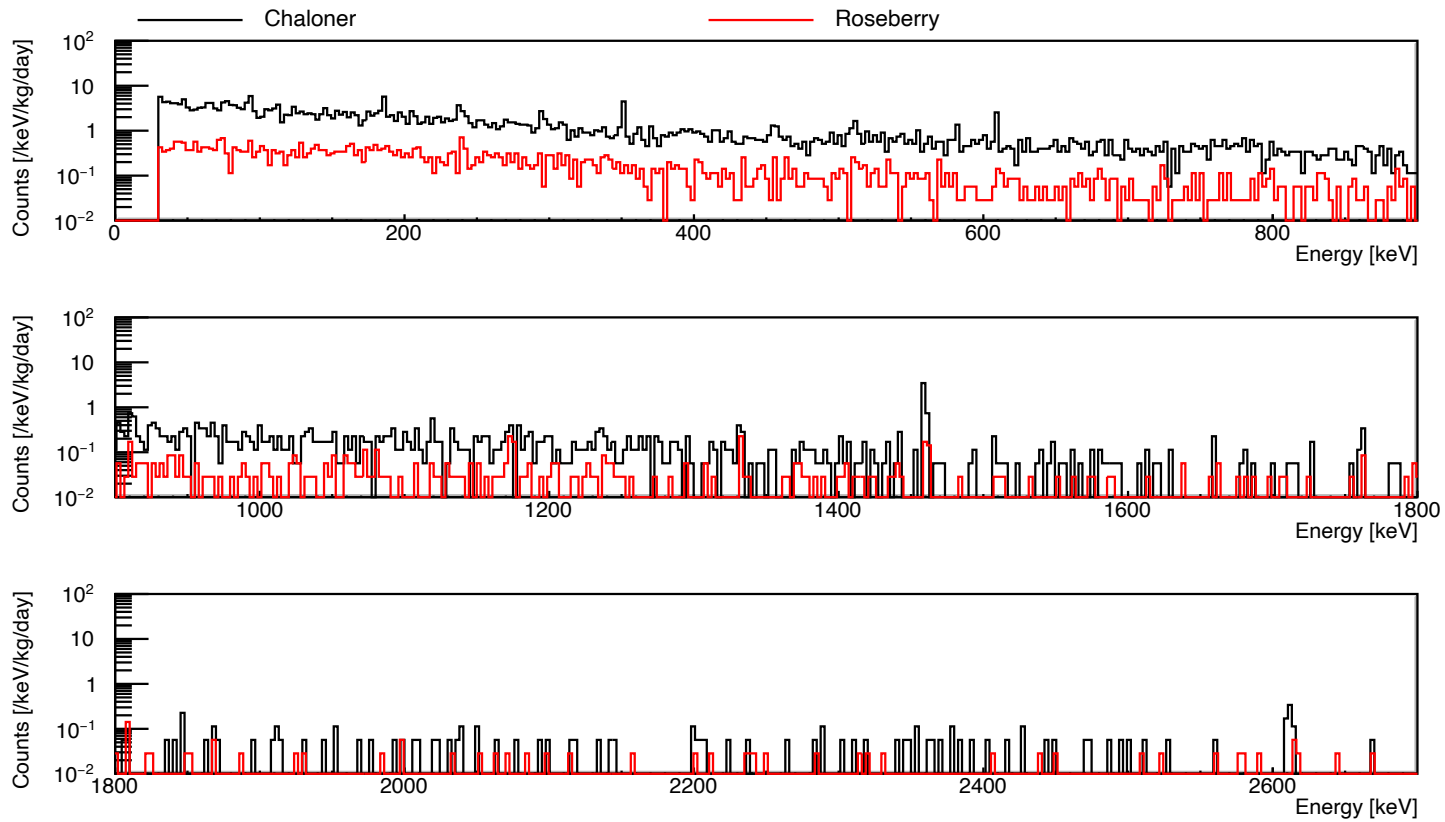 Chaloner Roseberry
Counts [/keV/kg/day]
10²
10
1
10⁻¹
10⁻²
0 200 400 600 800
Energy [keV]
Counts [/keV/kg/day]
10²
10
1
10⁻¹
10⁻²
1000 1200 1400 1600 1800
Energy [keV]
Counts [/keV/kg/day]
10²
10
1
10⁻¹
10⁻²
1800 2000 2200 2400 2600
Energy [keV]